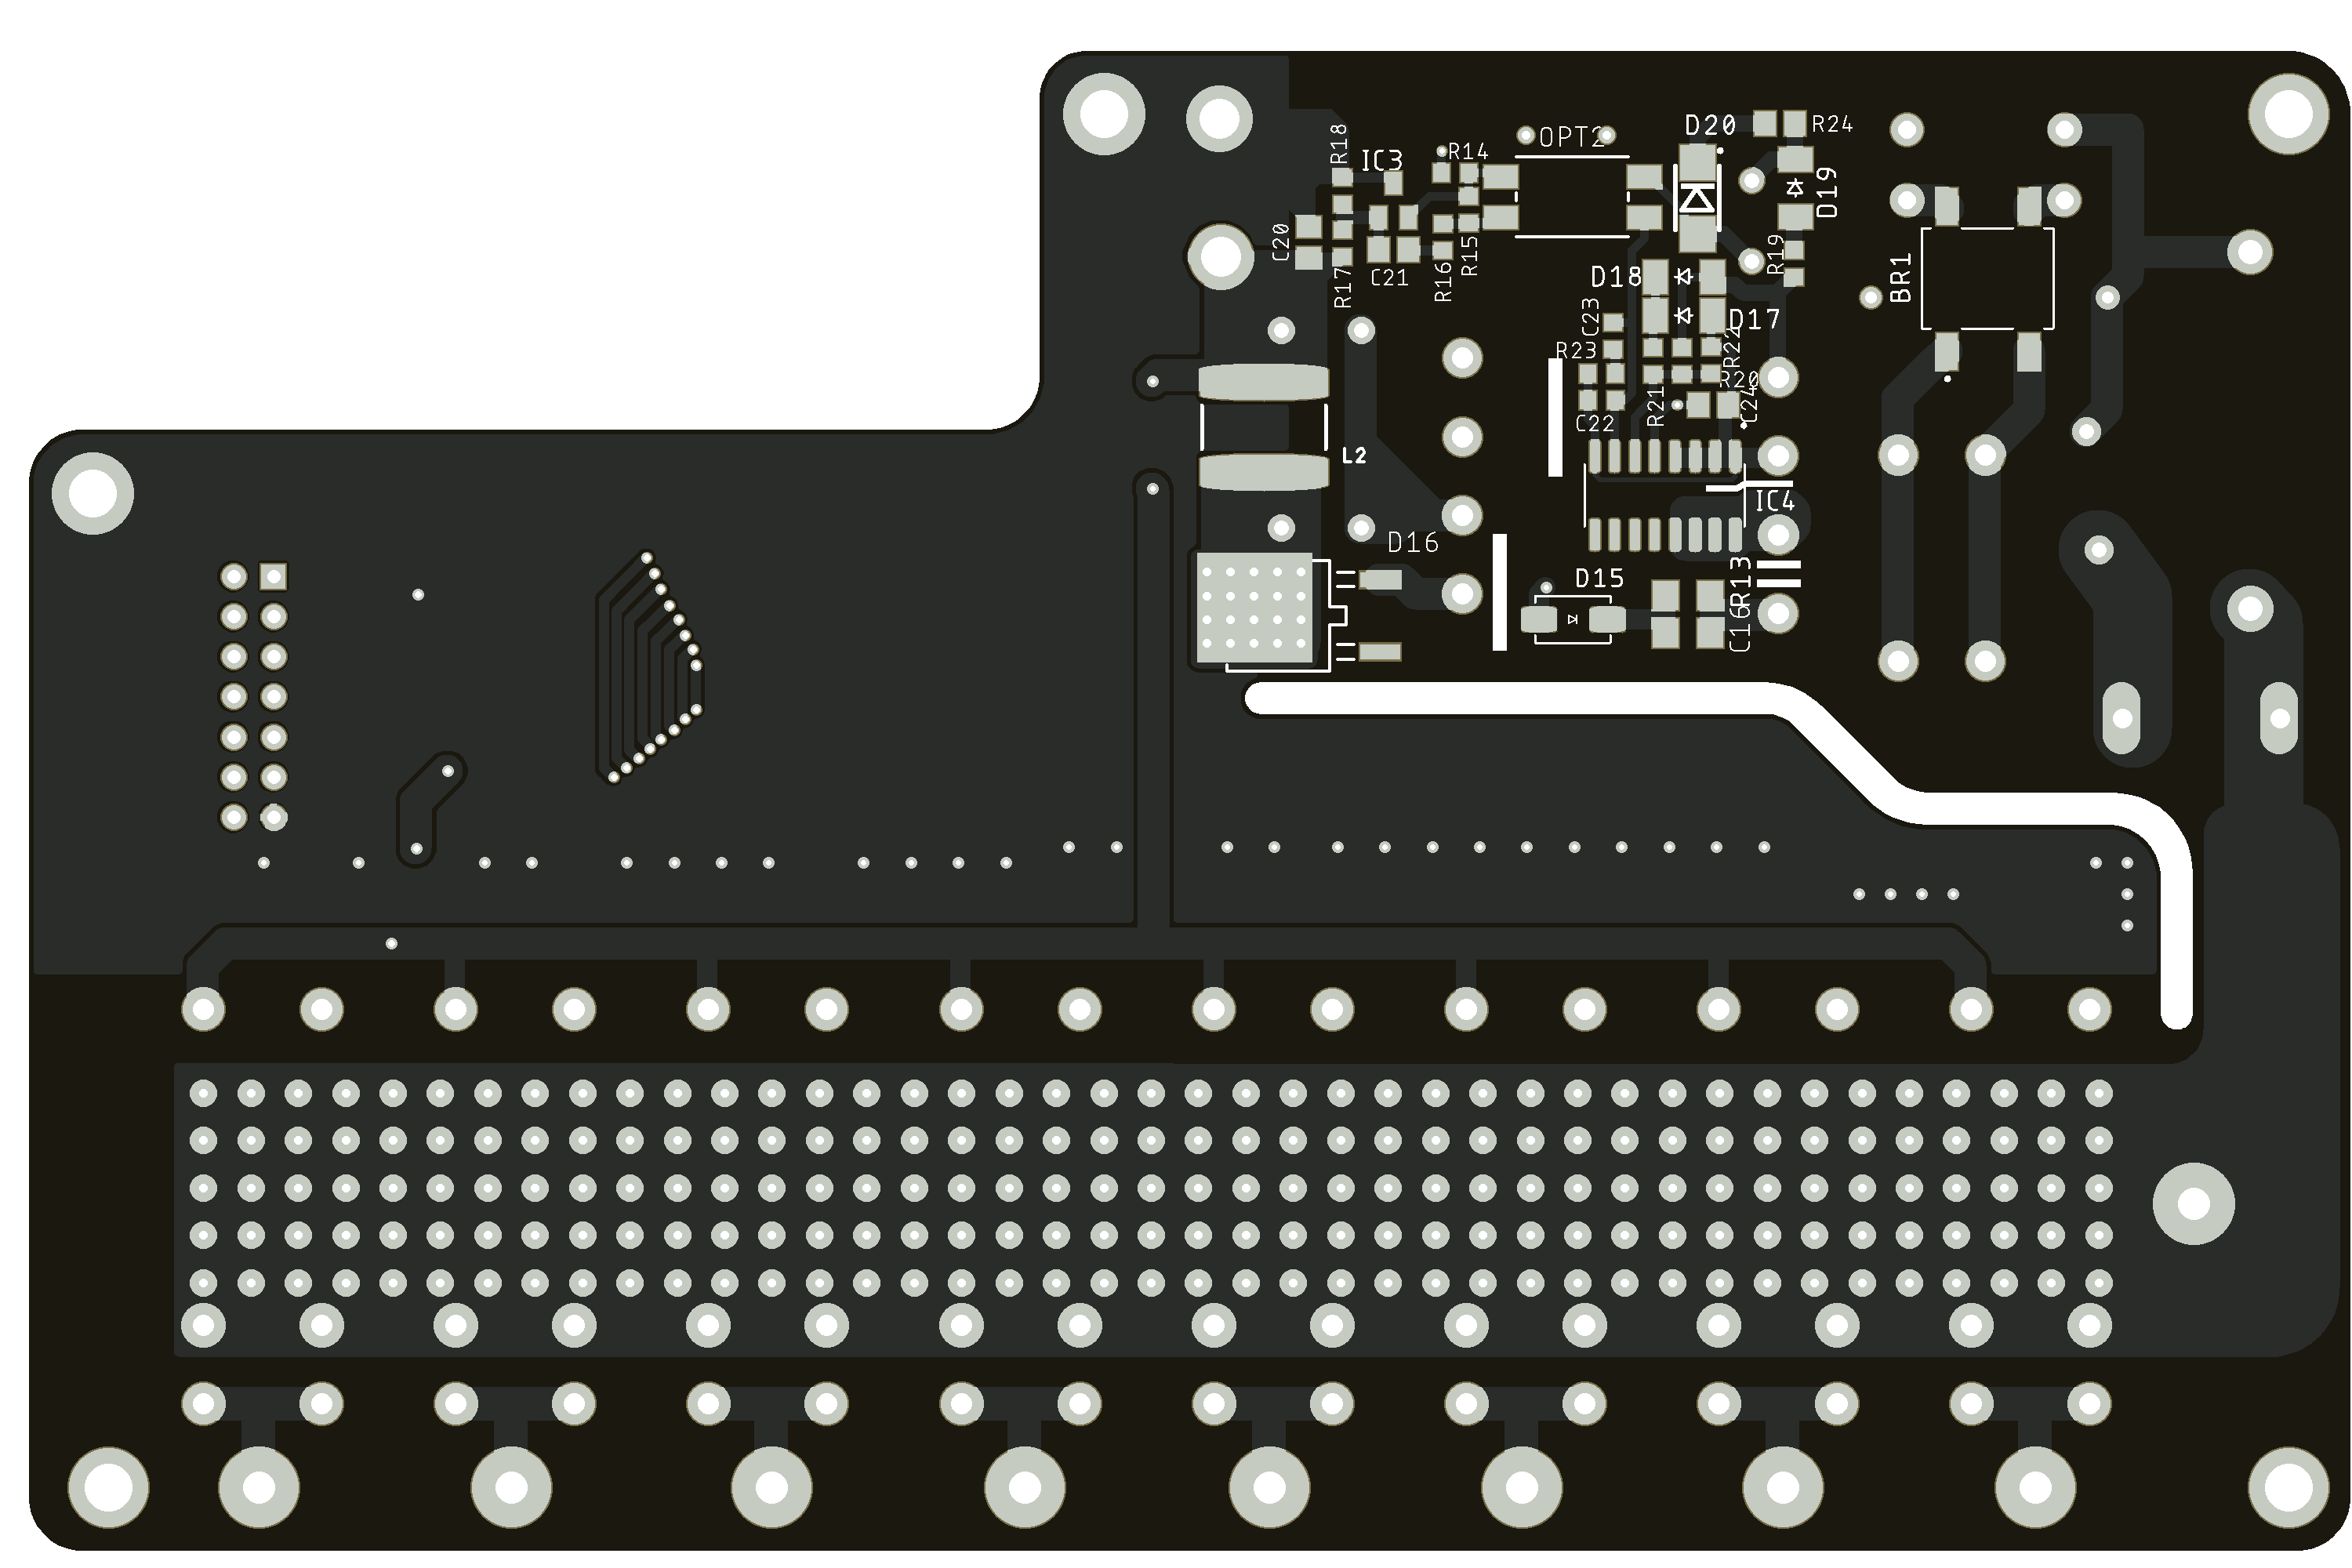 R18
IC3
R14
OPT2
D20
R24
D19
C20
R17
C21
R16
R15
R19
D18
BR1
C23
D17
R23
R22
R20
R21
C24
C22
L2
IC4
D16
D15
R13
C16